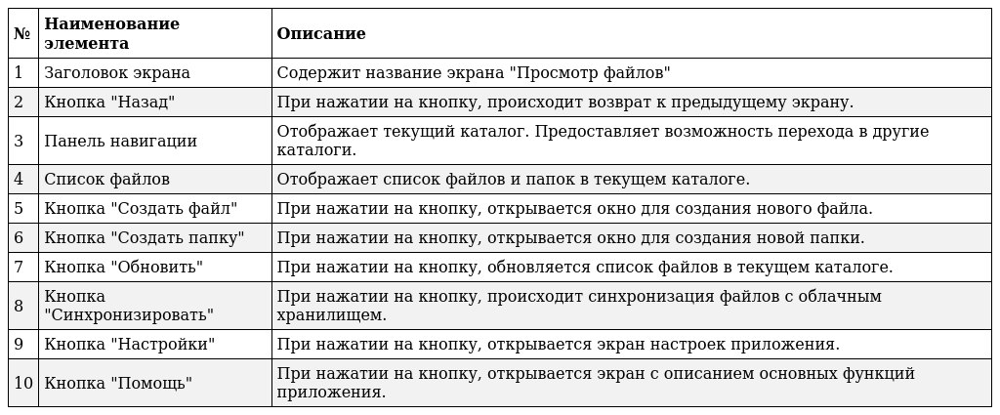 № Наименование элемента Описание
1 Заголовок экрана Содержит название экрана "Просмотр файлов"
2 Кнопка "Назад" При нажатии на кнопку, происходит возврат к предыдущему экрану.
3 Панель навигации Отображает текущий каталог. Предоставляет возможность перехода в другие каталоги.
4 Список файлов Отображает список файлов и папок в текущем каталоге.
5 Кнопка "Создать файл" При нажатии на кнопку, открывается окно для создания нового файла.
6 Кнопка "Создать папку" При нажатии на кнопку, открывается окно для создания новой папки.
7 Кнопка "Обновить" При нажатии на кнопку, обновляется список файлов в текущем каталоге.
8 Кнопка "Синхронизировать" При нажатии на кнопку, происходит синхронизация файлов с облачным хранилищем.
9 Кнопка "Настройки" При нажатии на кнопку, открывается экран настроек приложения.
10 Кнопка "Помощь" При нажатии на кнопку, открывается экран с описанием основных функций приложения.